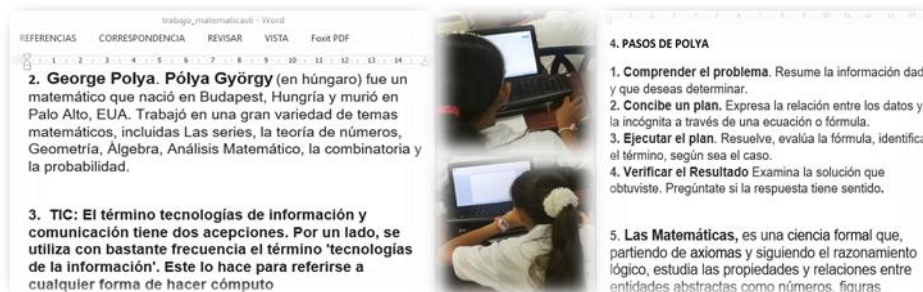 trabajo_matematicas6 - Word
REFERENCIAS CORRESPONDENCIA REVISAR VISTA Foxit PDF
2. George Polya. Pólya György (en húngaro) fue un
matemático que nació en Budapest, Hungría y murió en
Palo Alto, EUA. Trabajó en una gran variedad de temas
matemáticos, incluidas Las series, la teoría de números,
Geometría, Álgebra, Análisis Matemático, la combinatoria y
la probabilidad.
3. TIC: El término tecnologías de información y
comunicación tiene dos acepciones. Por un lado, se
utiliza con bastante frecuencia el término 'tecnologías
de la información'. Este lo hace para referirse a
cualquier forma de hacer cómputo
4. PASOS DE POLYA
1. Comprender el problema. Resume la información dad
y que deseas determinar.
2. Concibe un plan. Expresa la relación entre los datos y
la incógnita a través de una ecuación o fórmula.
3. Ejecutar el plan. Resuelve, evalúa la fórmula, identifica
el término, según sea el caso.
4. Verificar el Resultado Examina la solución que
obtuviste. Pregúntate si la respuesta tiene sentido.
5. Las Matemáticas, es una ciencia formal que,
partiendo de axiomas y siguiendo el razonamiento
lógico, estudia las propiedades y relaciones entre
entidades abstractas como números, figuras